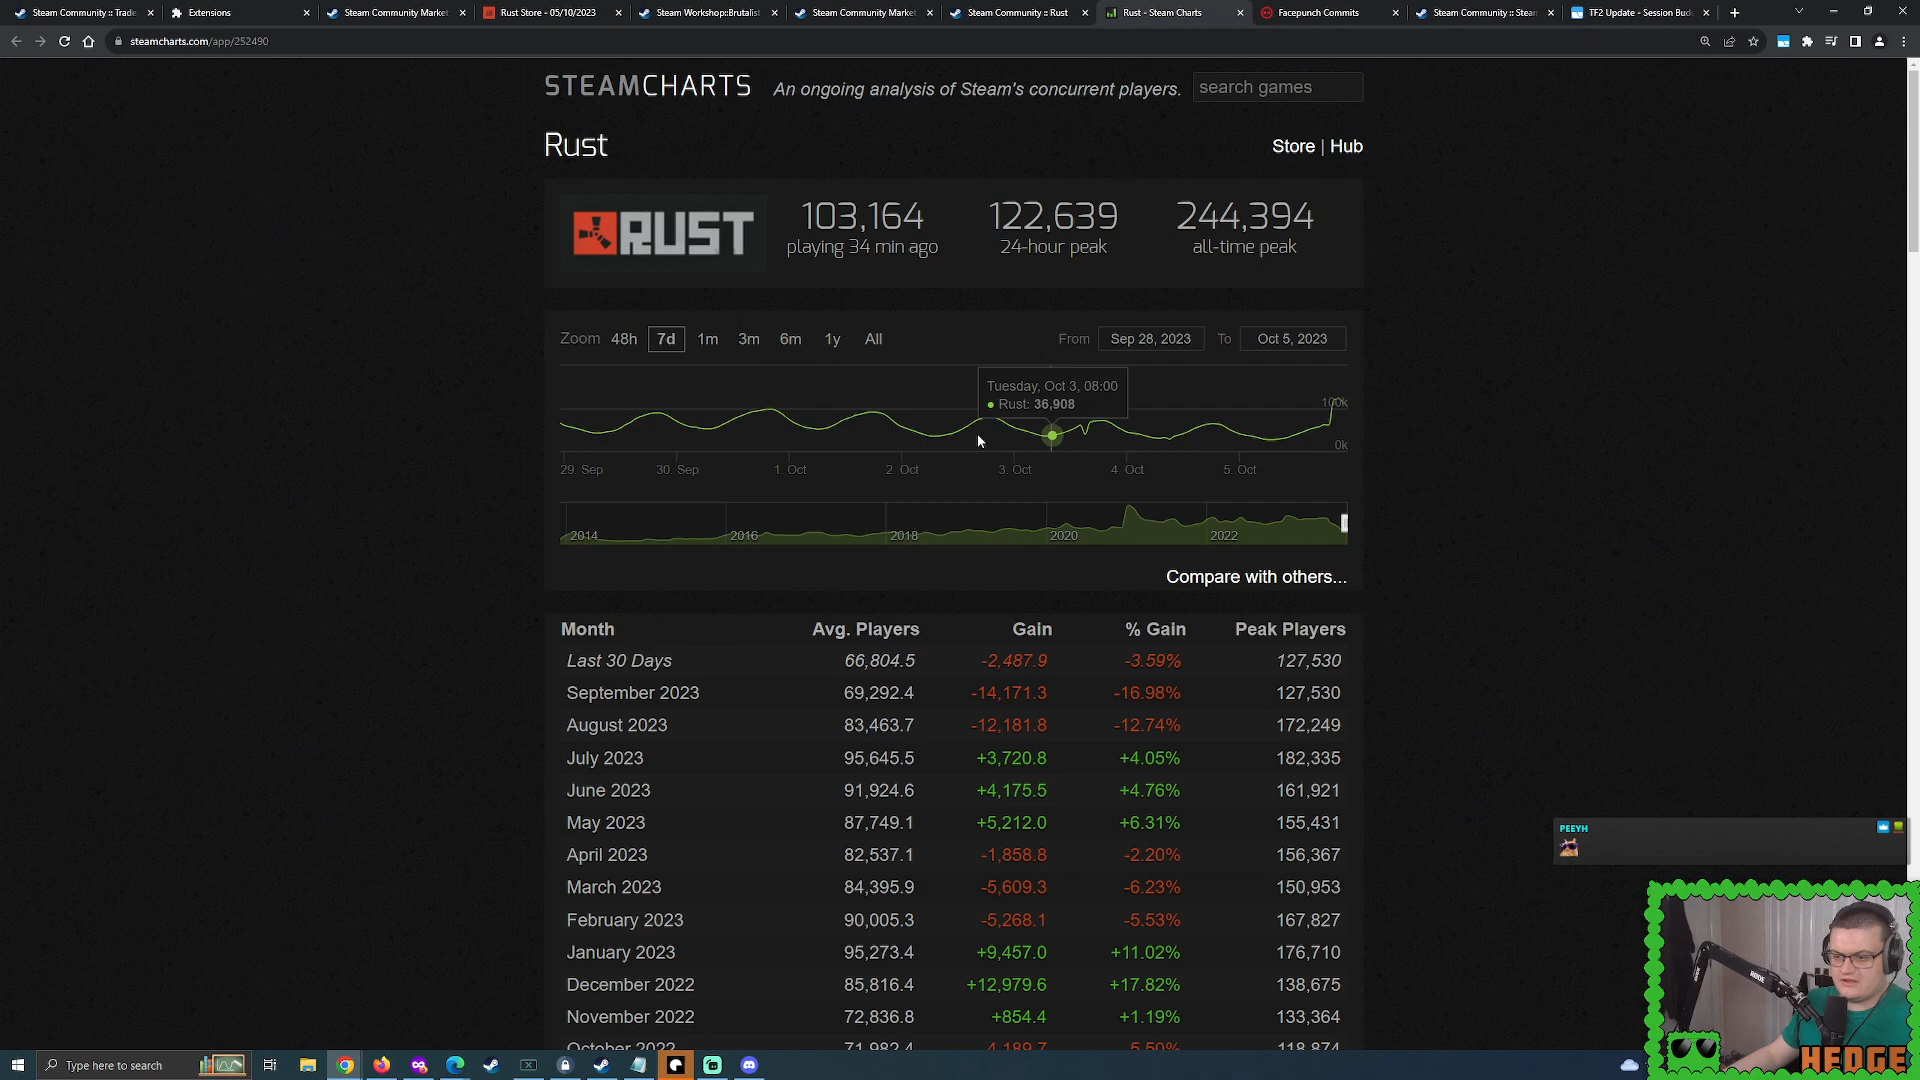 Steam Community :: Trade
Extensions
Steam Community Market
Rust Store - 05/10/2023
Steam Workshop::Brutalist
Steam Community Market
Steam Community :: Rust
Rust - Steam Charts
Facepunch Commits
Steam Community :: Steam
TF2 Update - Session Bud
steamcharts.com/app/252490
STEAMCHARTS
An ongoing analysis of Steam's concurrent players.
search games
Rust
Store | Hub
RUST
103,164
playing 34 min ago
122,639
24-hour peak
244,394
all-time peak
Zoom 48h 7d 1m 3m 6m 1y All
From Sep 28, 2023 To Oct 5, 2023
Tuesday, Oct 3, 08:00
Rust: 36,908
100k
0k
29. Sep 30. Sep 1. Oct 2. Oct 3. Oct 4. Oct 5. Oct
2014 2016 2018 2020 2022
Compare with others...
Month Avg. Players Gain % Gain Peak Players
Last 30 Days 66,804.5 -2,487.9 -3.59% 127,530
September 2023 69,292.4 -14,171.3 -16.98% 127,530
August 2023 83,463.7 -12,181.8 -12.74% 172,249
July 2023 95,645.5 +3,720.8 +4.05% 182,335
June 2023 91,924.6 +4,175.5 +4.76% 161,921
May 2023 87,749.1 +5,212.0 +6.31% 155,431
April 2023 82,537.1 -1,858.8 -2.20% 156,367
March 2023 84,395.9 -5,609.3 -6.23% 150,953
February 2023 90,005.3 -5,268.1 -5.53% 167,827
January 2023 95,273.4 +9,457.0 +11.02% 176,710
December 2022 85,816.4 +12,979.6 +17.82% 138,675
November 2022 72,836.8 +854.4 +1.19% 133,364
October 2022 71,982.4 -4,189.7 -5.50% 118,874
PEEYH
RØDE
HEDGE
Type here to search